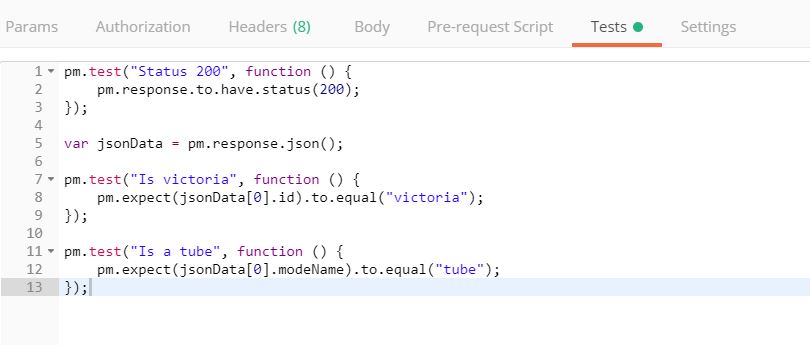 Params Authorization Headers (8) Body Pre-request Script Tests Settings
1 pm.test("Status 200", function () {
2     pm.response.to.have.status(200);
3 });
4
5 var jsonData = pm.response.json();
6
7 pm.test("Is victoria", function () {
8     pm.expect(jsonData[0].id).to.equal("victoria");
9 });
10
11 pm.test("Is a tube", function () {
12     pm.expect(jsonData[0].modeName).to.equal("tube");
13 });